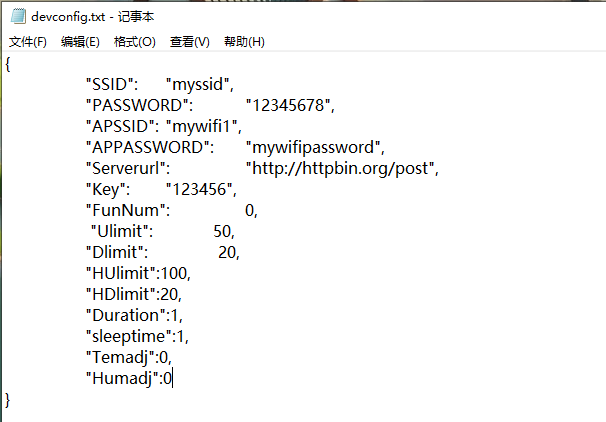 devconfig.txt - 记事本
文件(F) 编辑(E) 格式(O) 查看(V) 帮助(H)
{
"SSID": "myssid",
"PASSWORD": "12345678",
"APSSID": "mywifi1",
"APPASSWORD": "mywifipassword",
"Serverurl": "http://httpbin.org/post",
"Key": "123456",
"FunNum": 0,
"Ulimit": 50,
"Dlimit": 20,
"HUlimit":100,
"HDlimit":20,
"Duration":1,
"sleeptime":1,
"Temadj":0,
"Humadj":0
}